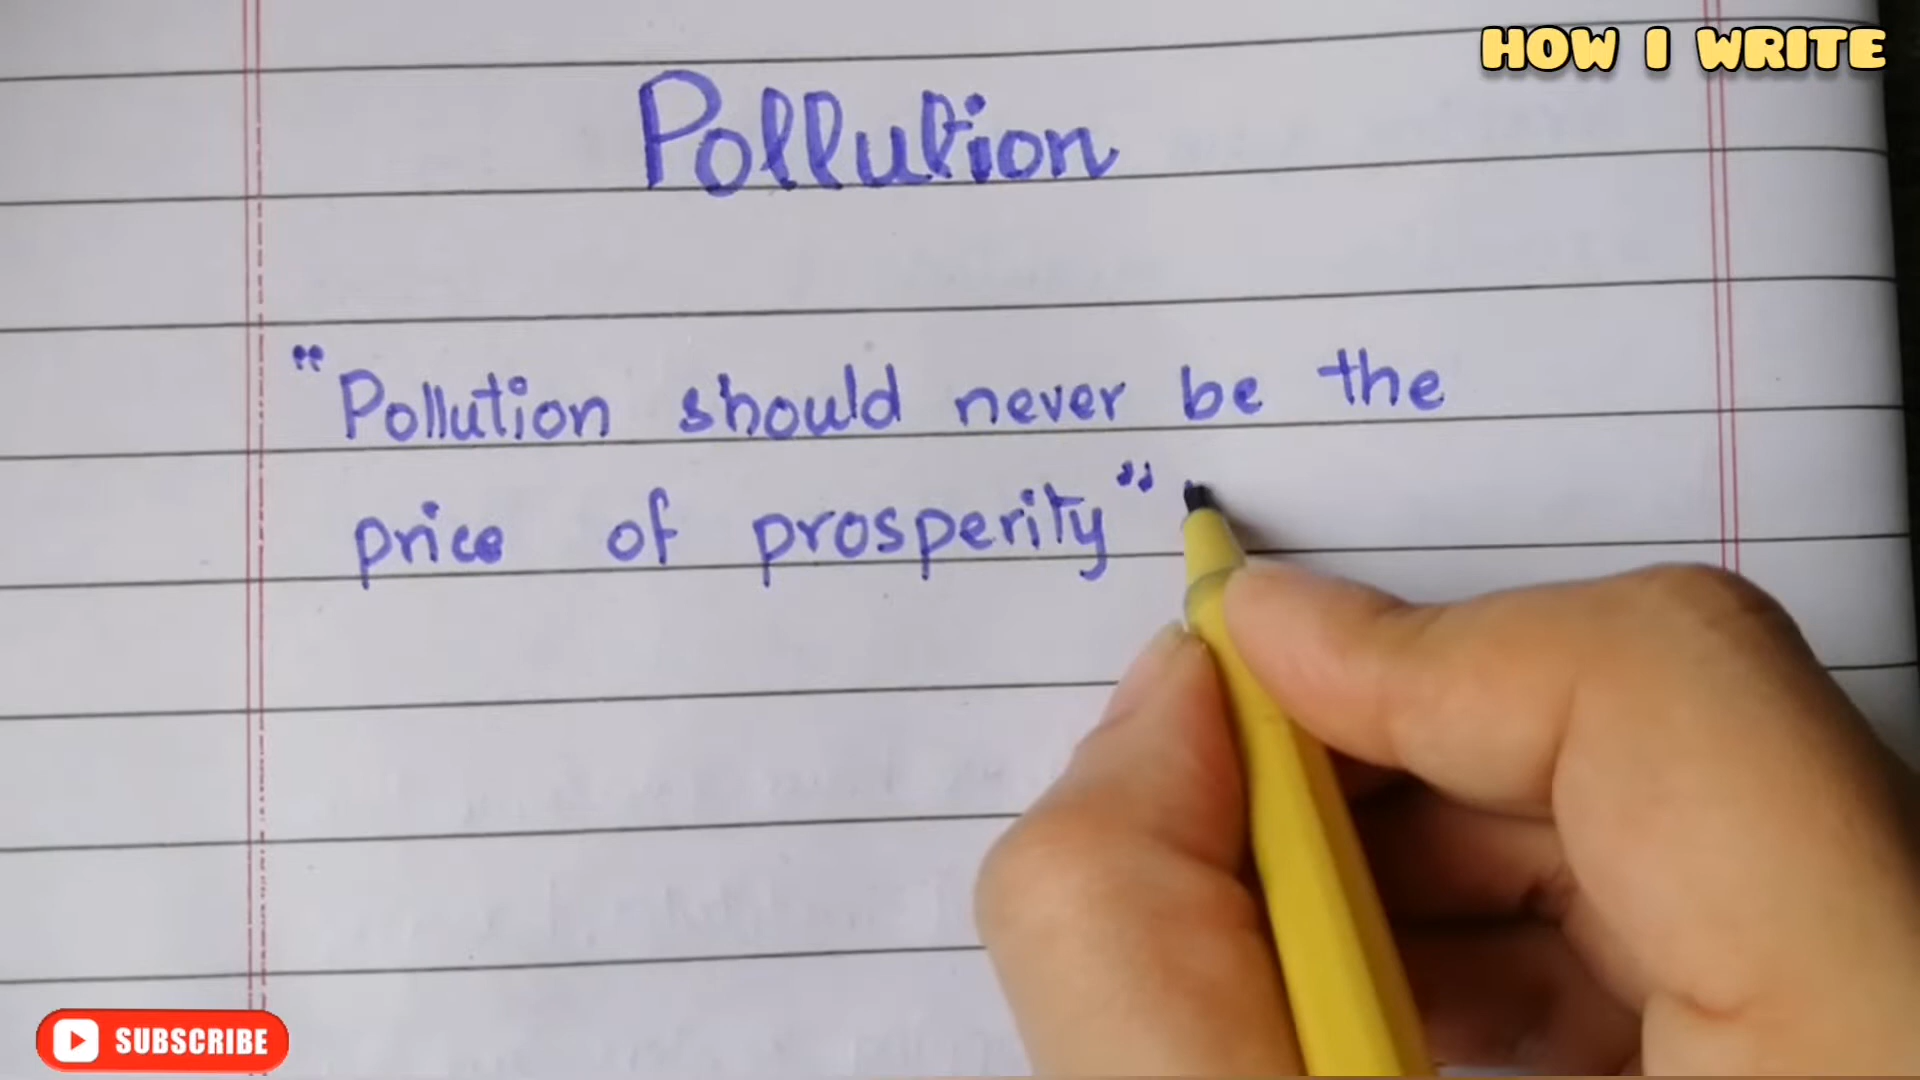 HOW I WRITE
Pollution
"Pollution should never be the
price of prosperity"
SUBSCRIBE